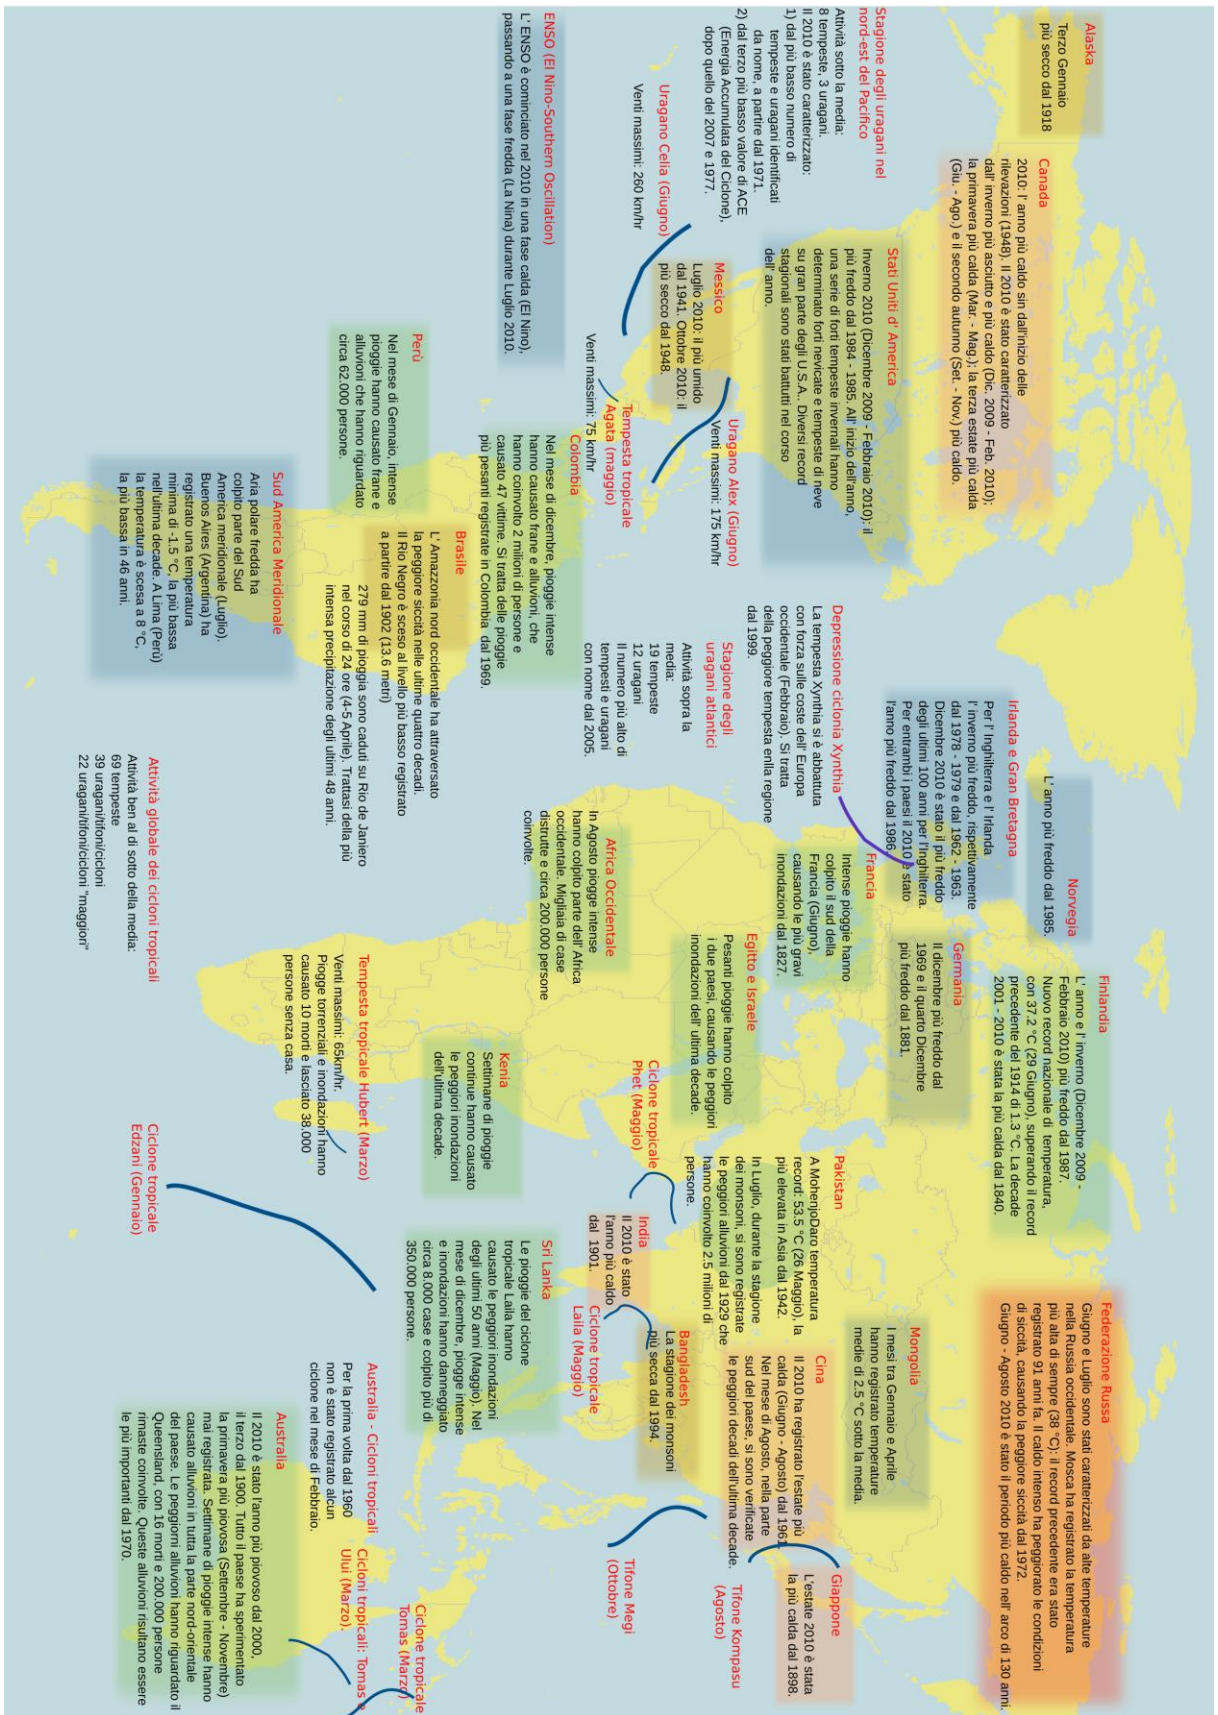 Alaska
Terzo Gennaio
più secco dal 1918
Canada
2010: l' anno più caldo sin dall'inizio delle
rilevazioni (1948). Il 2010 è stato caratterizzato
dall' inverno più asciutto e più caldo (Dic. 2009 - Feb. 2010);
la primavera più calda (Mar. - Mag.); la terza estate più calda
(Giu. - Ago.) e il secondo autunno (Set. - Nov.) più caldo.
Stagione degli uragani nel
nord-est del Pacifico
Attività sotto la media:
8 tempeste, 3 uragani.
Il 2010 è stato caratterizzato:
1) dal più basso numero di
tempeste e uragani identificati
da nome, a partire dal 1971.
2) dal terzo più basso valore di ACE
(Energia Accumulata del Ciclone),
dopo quello del 2007 e 1977.
Stati Uniti d' America
Inverno 2010 (Dicembre 2009 - Febbraio 2010): il
più freddo dal 1984 - 1985. All' inizio dell'anno,
una serie di forti tempeste invernali hanno
determinato forti nevicate e tempeste di neve
su gran parte degli U.S.A.. Diversi record
stagionali sono stati battutti nel corso
dell' anno.
Uragano Celia (Giugno)
Venti massimi: 260 km/hr
Messico
Luglio 2010: il più umido
dal 1941. Ottobre 2010: il
più secco dal 1948.
Uragano Alex (Giugno)
Venti massimi: 175 km/hr
Tempesta tropicale
Agata (maggio)
Venti massimi: 75 km/hr
ENSO (El Nino-Southern Oscillation)
L' ENSO è cominciato nel 2010 in una fase calda (El Nino),
passando a una fase fredda (La Nina) durante Luglio 2010.
Colombia
Nel mese di dicembre, pioggie intense
hanno causato frane e alluvioni, che
hanno coinvolto 2 milioni di persone e
causato 47 vittime. Si tratta delle pioggie
più pesanti registrate in Colombia dal 1969.
Perù
Nel mese di Gennaio, intense
pioggie hanno causato frane e
alluvioni che hanno riguardato
circa 62.000 persone.
Brasile
L' Amazzonia nord occidentale ha attraversato
la peggiore siccità nelle ultime quattro decadi.
Il Rio Negro è sceso al livello più basso registrato
a partire dal 1902 (13.6 metri)
279 mm di pioggia sono caduti su Rio de Janiero
nel corso di 24 ore (4-5 Aprile). Trattasi della più
intensa precipitazione degli ultimi 48 anni.
Sud America Meridionale
Aria polare fredda ha
colpito parte del Sud
America meridionale (Luglio).
Buenos Aires (Argentina) ha
registrato una temperatura
minima di -1.5 °C, la più bassa
nell'ultima decade. A Lima (Perù)
la temperatura è scesa a 8 °C,
la più bassa in 46 anni.
Stagione degli
uragani atlantici
Attività sopra la
media:
19 tempeste
12 uragani
Il numero più alto di
tempesti e uragani
con nome dal 2005.
Depressione ciclonia Xynthia
La tempesta Xynthia si è abbattuta
con forza sulle coste dell' Europa
occidentale (Febbraio). Si tratta
della peggiore tempesta enlla regione
dal 1999.
Irlanda e Gran Bretagna
Per l' Inghilterra e l' Irlanda
l' inverno più freddo, rispettivamente
dal 1978 - 1979 e dal 1962 - 1963.
Dicembre 2010 è stato il più freddo
degli ultimi 100 anni per l'Inghilterra.
Per entrambi i paesi il 2010 è stato
l'anno più freddo dal 1986
Norvegia
L' anno più freddo dal 1985.
Finlandia
L' anno e l' inverno (Dicembre 2009 -
Febbraio 2010) più freddo dal 1987.
Nuovo record nazionale di temperatura,
con 37.2 °C (29 Giugno), superando il record
precedente del 1914 di 1.3 °C. La decade
2001 - 2010 è stata la più calda dal 1840.
Germania
Il dicembre più freddo dal
1969 e il quarto Dicembre
più freddo dal 1881.
Francia
Intense pioggie hanno
colpito il sud della
Francia (Giugno),
causando le più gravi
inondazioni dal 1827.
Egitto e Israele
Pesanti pioggie hanno colpito
i due paesi, causando le peggiori
inondazioni dell' ultima decade.
Africa Occidentale
In Agosto piogge intense
hanno colpito parte dell' Africa
occidentale. Migliaia di case
distrutte e circa 200.000 persone
coinvolte.
Kenia
Settimane di pioggie
continue hanno causato
le peggiori inondazioni
dell'ultima decade.
Tempesta tropicale Hubert (Marzo)
Venti massimi: 65km/hr.
Piogge torrenziali e inondazioni hanno
causato 10 morti e lasciato 38.000
persone senza casa.
Attività globale dei cicloni tropicali
Attività ben al di sotto della media:
69 tempeste
39 uragani/tifoni/cicloni
22 uragani/tifoni/cicloni "maggiori"
Ciclone tropicale
Edzani (Gennaio)
Ciclone tropicale
Phet (Maggio)
Federazione Russa
Giugno e Luglio sono stati caratterizzati da alte temperature
nella Russia occidentale. Mosca ha registrato la temperatura
più alta di sempre (38 °C); il record precedente era stato
registrato 91 anni fa. Il caldo intenso ha peggiorato le condizioni
di siccità, causando la peggiore siccità dal 1972.
Giugno - Agosto 2010 è stato il periodo più caldo nell' arco di 130 anni.
Pakistan
A MohenjoDaro temperatura
record: 53.5 °C (26 Maggio), la
più elevata in Asia dal 1942.
In Luglio, durante la stagione
dei monsoni, si sono registrate
le peggiori alluvioni dal 1929 che
hanno coinvolto 2.5 milioni di
persone.
Mongolia
I mesi tra Gennaio e Aprile
hanno registrato temperature
medie di 2.5 °C sotto la media.
Cina
Il 2010 ha registrato l'estate più
calda (Giugno - Agosto) dal 1961.
Nel mese di Agosto, nella parte
sud del paese, si sono verificate
le peggiori decadi dell'ultima decade.
Giappone
L'estate 2010 è stata
la più calda dal 1898.
India
Il 2010 è stato
l'anno più caldo
dal 1901.
Bangladesh
La stagione dei monsoni
più secca dal 1994.
Ciclone tropicale
Laila (Maggio)
Tifone Kompasu
(Agosto)
Tifone Megi
(Ottobre)
Sri Lanka
Le pioggie del ciclone
tropicale Laila hanno
causato le peggiori inondazioni
degli ultimi 50 anni (Maggio). Nel
mese di dicembre, piogge intense
e inondazioni hanno danneggiato
circa 8.000 case e colpito più di
350.000 persone.
Australia - Cicloni tropicali
Per la prima volta dal 1960
non è stato registrato alcun
ciclone nel mese di Febbraio.
Cicloni tropicali: Tomas e
Ului (Marzo).
Ciclone tropicale
Tomas (Marzo)
Australia
Il 2010 è stato l'anno più piovoso dal 2000,
il terzo dal 1900. Tutto il paese ha sperimentato
la primavera più piovosa (Settembre - Novembre)
mai registrata. Settimane di pioggie intense hanno
causato alluvioni in tutta la parte nord-orientale
del paese. Le peggiorni alluvioni hanno riguardato il
Queensland, con 16 morti e 200.000 persone
rimaste coinvolte. Queste alluvioni risultano essere
le più importanti dal 1970.